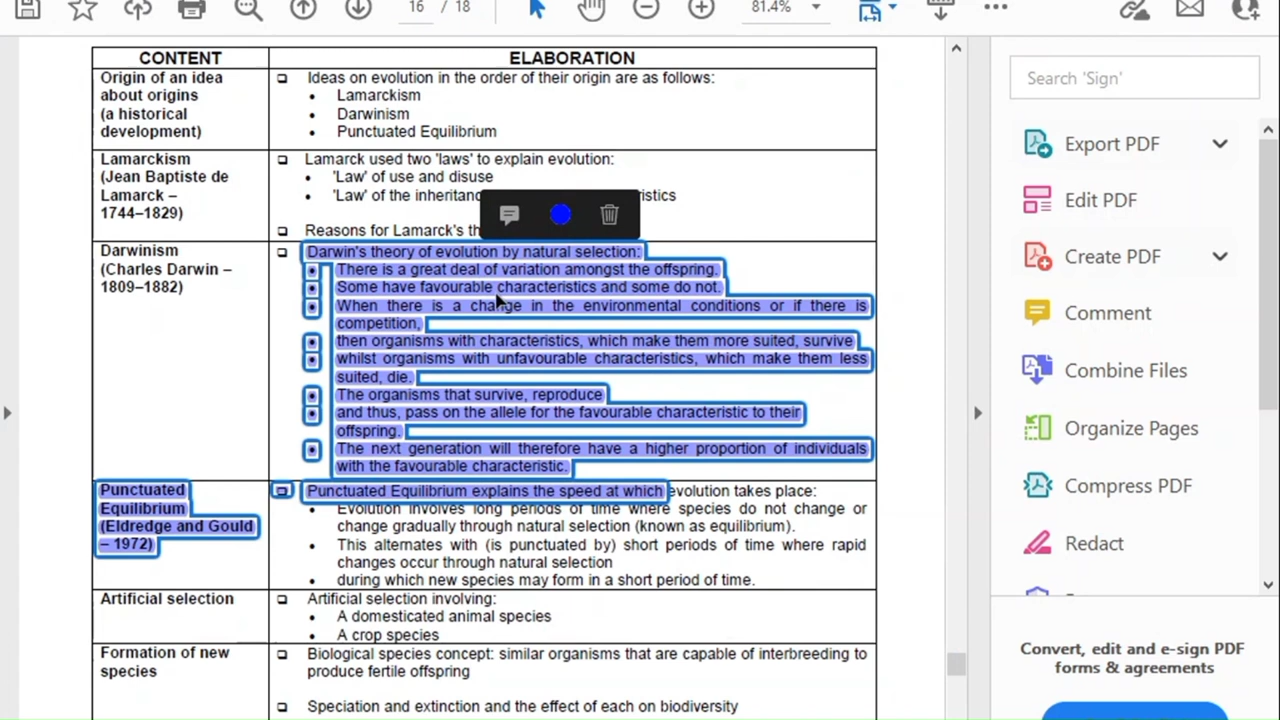 16 / 18
81.4%
CONTENT
ELABORATION
Origin of an idea
about origins
(a historical
development)
Ideas on evolution in the order of their origin are as follows:
• Lamarckism
• Darwinism
• Punctuated Equilibrium
Lamarckism
(Jean Baptiste de
Lamarck –
1744–1829)
Lamarck used two 'laws' to explain evolution:
• 'Law' of use and disuse
• 'Law' of the inheritanc ristics
Reasons for Lamarck's th
Darwinism
(Charles Darwin –
1809–1882)
Darwin's theory of evolution by natural selection:
• There is a great deal of variation amongst the offspring.
• Some have favourable characteristics and some do not.
• When there is a change in the environmental conditions or if there is
competition,
• then organisms with characteristics, which make them more suited, survive
• whilst organisms with unfavourable characteristics, which make them less
suited, die.
• The organisms that survive, reproduce
• and thus, pass on the allele for the favourable characteristic to their
offspring.
• The next generation will therefore have a higher proportion of individuals
with the favourable characteristic.
Punctuated
Equilibrium
(Eldredge and Gould
– 1972)
Punctuated Equilibrium explains the speed at which evolution takes place:
• Evolution involves long periods of time where species do not change or
change gradually through natural selection (known as equilibrium).
• This alternates with (is punctuated by) short periods of time where rapid
changes occur through natural selection
• during which new species may form in a short period of time.
Artificial selection
Artificial selection involving:
• A domesticated animal species
• A crop species
Formation of new
species
Biological species concept: similar organisms that are capable of interbreeding to
produce fertile offspring
Speciation and extinction and the effect of each on biodiversity
Search 'Sign'
Export PDF
Edit PDF
Create PDF
Comment
Combine Files
Organize Pages
Compress PDF
Redact
Convert, edit and e-sign PDF
forms & agreements